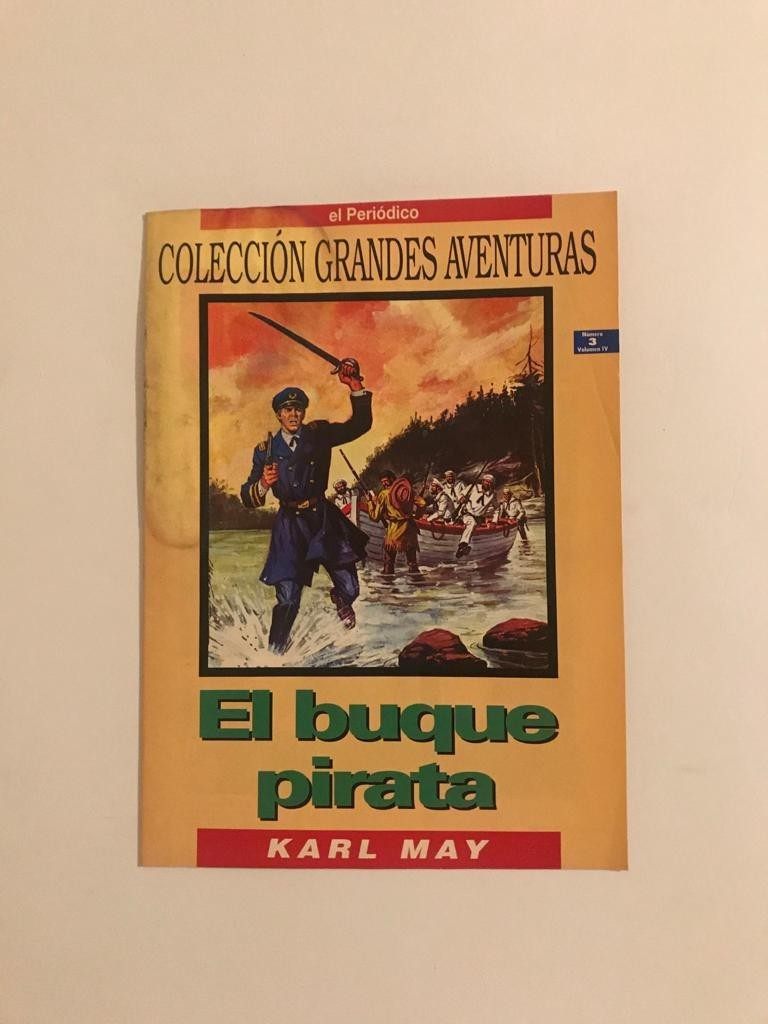 el Periódico
COLECCIÓN GRANDES AVENTURAS
Número
3
Volumen IV
El buque
pirata
KARL MAY